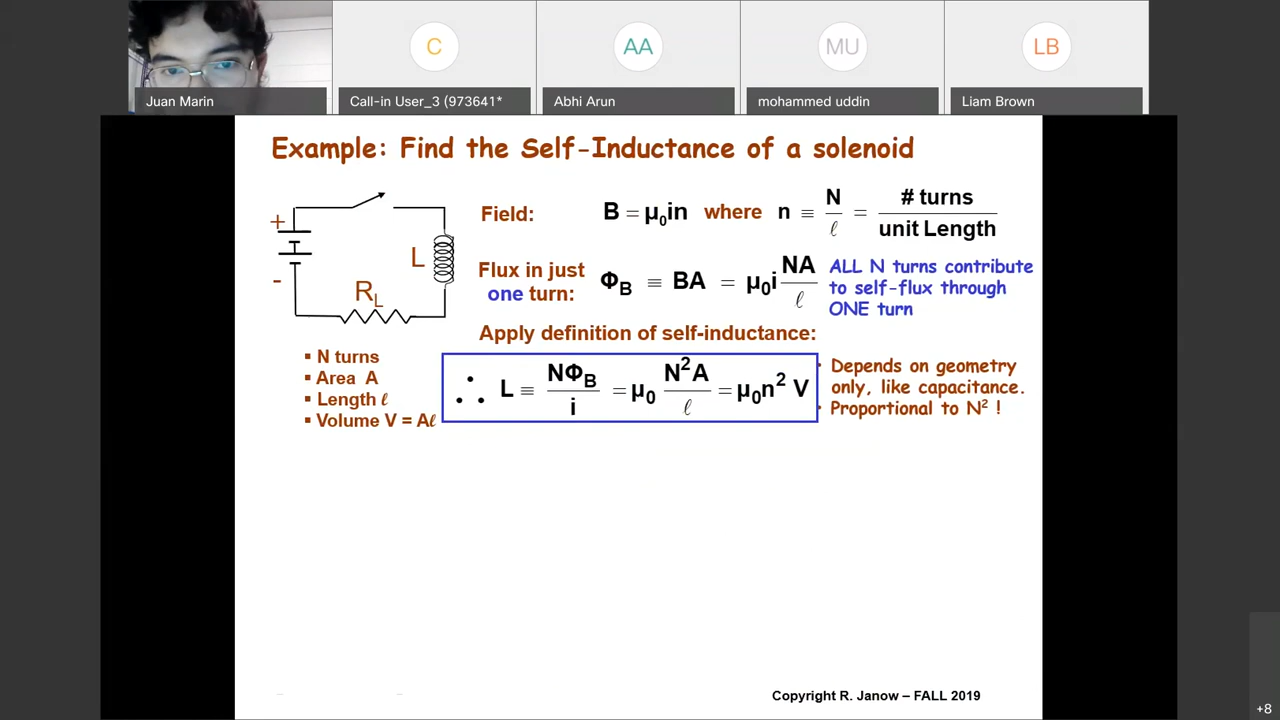 C
AA
MU
LB
Juan Marin
Call-in User_3 (973641*
Abhi Arun
mohammed uddin
Liam Brown
Example: Find the Self-Inductance of a solenoid
+
-
L
R_L
Field: B = μ₀in where n ≡ N/ℓ = # turns / unit Length
Flux in just
one turn:
Φ_B ≡ BA = μ₀i NA/ℓ
ALL N turns contribute
to self-flux through
ONE turn
Apply definition of self-inductance:
▪ N turns
▪ Area A
▪ Length ℓ
▪ Volume V = Aℓ
∴ L ≡ NΦ_B/i = μ₀ N²A/ℓ = μ₀n² V
• Depends on geometry
only, like capacitance.
• Proportional to N² !
Copyright R. Janow – FALL 2019
+8